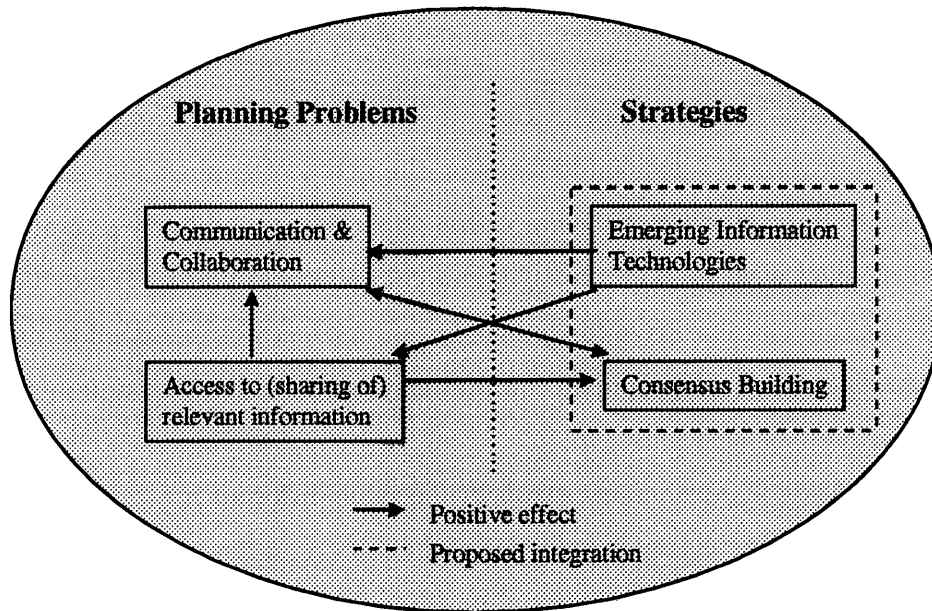 Planning Problems
Strategies
Communication &
Collaboration
Emerging Information
Technologies
Access to (sharing of)
relevant information
Consensus Building
Positive effect
Proposed integration